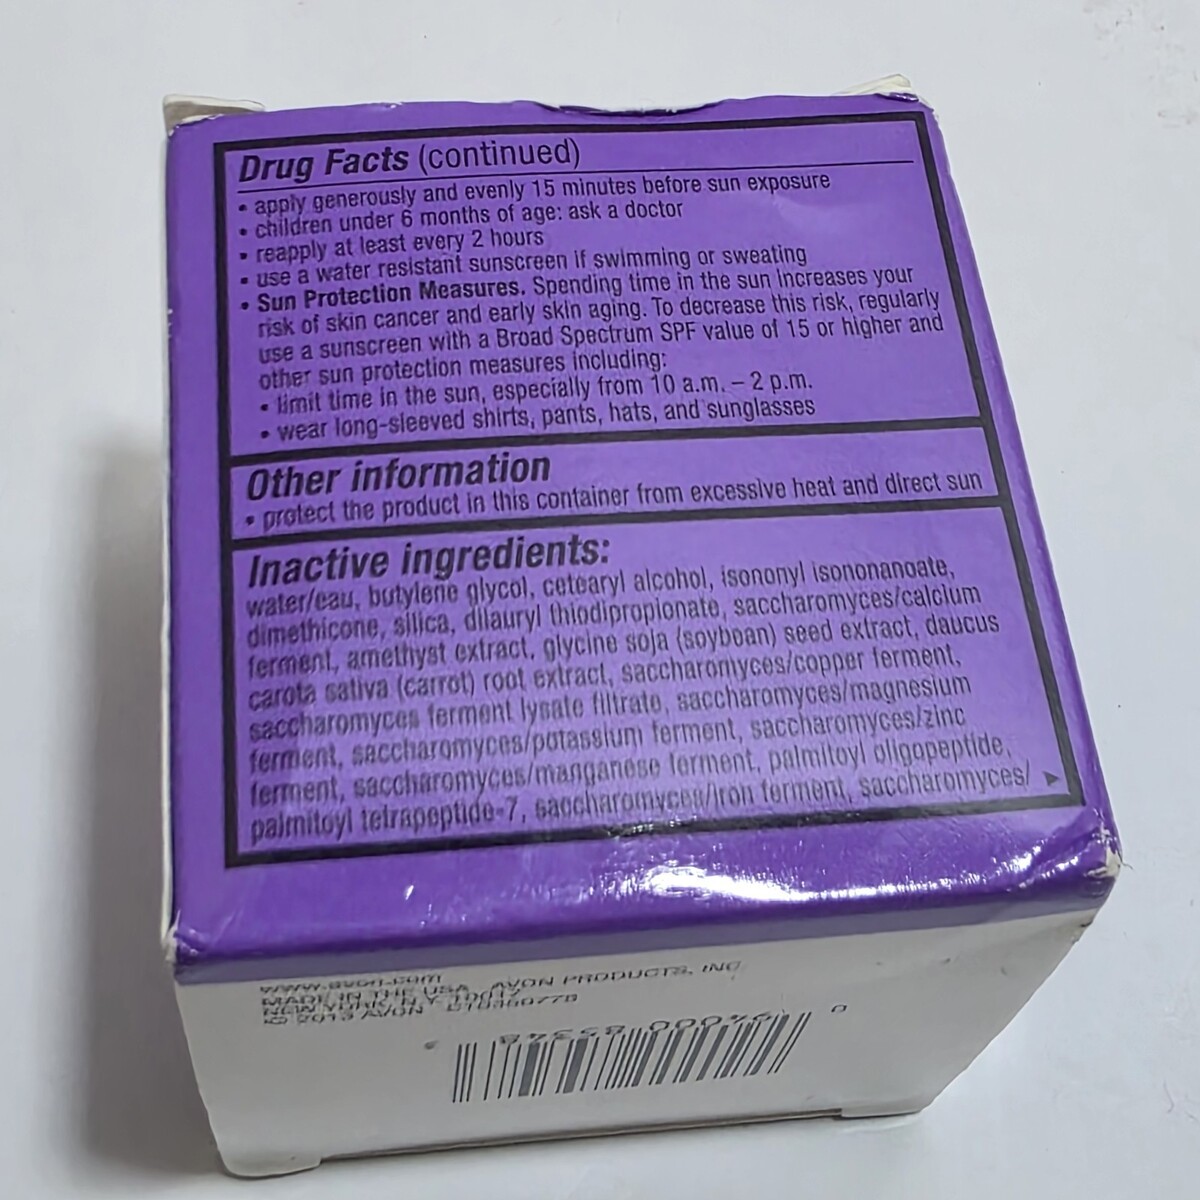 Drug Facts (continued)
• apply generously and evenly 15 minutes before sun exposure
• children under 6 months of age: ask a doctor
• reapply at least every 2 hours
• use a water resistant sunscreen if swimming or sweating
• Sun Protection Measures. Spending time in the sun increases your
risk of skin cancer and early skin aging. To decrease this risk, regularly
use a sunscreen with a Broad Spectrum SPF value of 15 or higher and
other sun protection measures including:
• limit time in the sun, especially from 10 a.m. – 2 p.m.
• wear long-sleeved shirts, pants, hats, and sunglasses
Other information
• protect the product in this container from excessive heat and direct sun
Inactive ingredients:
water/eau, butylene glycol, cetearyl alcohol, isononyl isononanoate,
dimethicone, silica, dilauryl thiodipropionate, saccharomyces/calcium
ferment, amethyst extract, glycine soja (soybean) seed extract, daucus
carota sativa (carrot) root extract, saccharomyces/copper ferment,
saccharomyces ferment lysate filtrate, saccharomyces/magnesium
ferment, saccharomyces/potassium ferment, saccharomyces/zinc
ferment, saccharomyces/manganese ferment, palmitoyl oligopeptide,
palmitoyl tetrapeptide-7, saccharomyces/iron ferment, saccharomyces/
www.avon.com
MADE IN THE USA AVON PRODUCTS, INC
NEW YORK, N.Y. 10017
© 2013 AVON